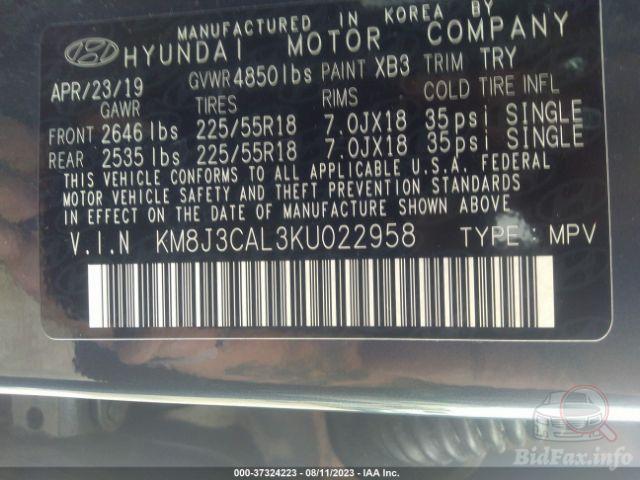 MANUFACTURED IN KOREA BY
HYUNDAI MOTOR COMPANY
APR/23/19 GVWR 4850lbs PAINT XB3 TRIM TRY
GAWR TIRES RIMS COLD TIRE INFL
FRONT 2646 lbs 225/55R18 7.0JX18 35psi SINGLE
REAR 2535 lbs 225/55R18 7.0JX18 35psi SINGLE
THIS VEHICLE CONFORMS TO ALL APPLICABLE U.S.A. FEDERAL
MOTOR VEHICLE SAFETY AND THEFT PREVENTION STANDARDS
IN EFFECT ON THE DATE OF MANUFACTURE SHOWN ABOVE
V.I.N KM8J3CAL3KU022958 TYPE: MPV
BidFax.info
000-37324223 - 08/11/2023 - IAA Inc.